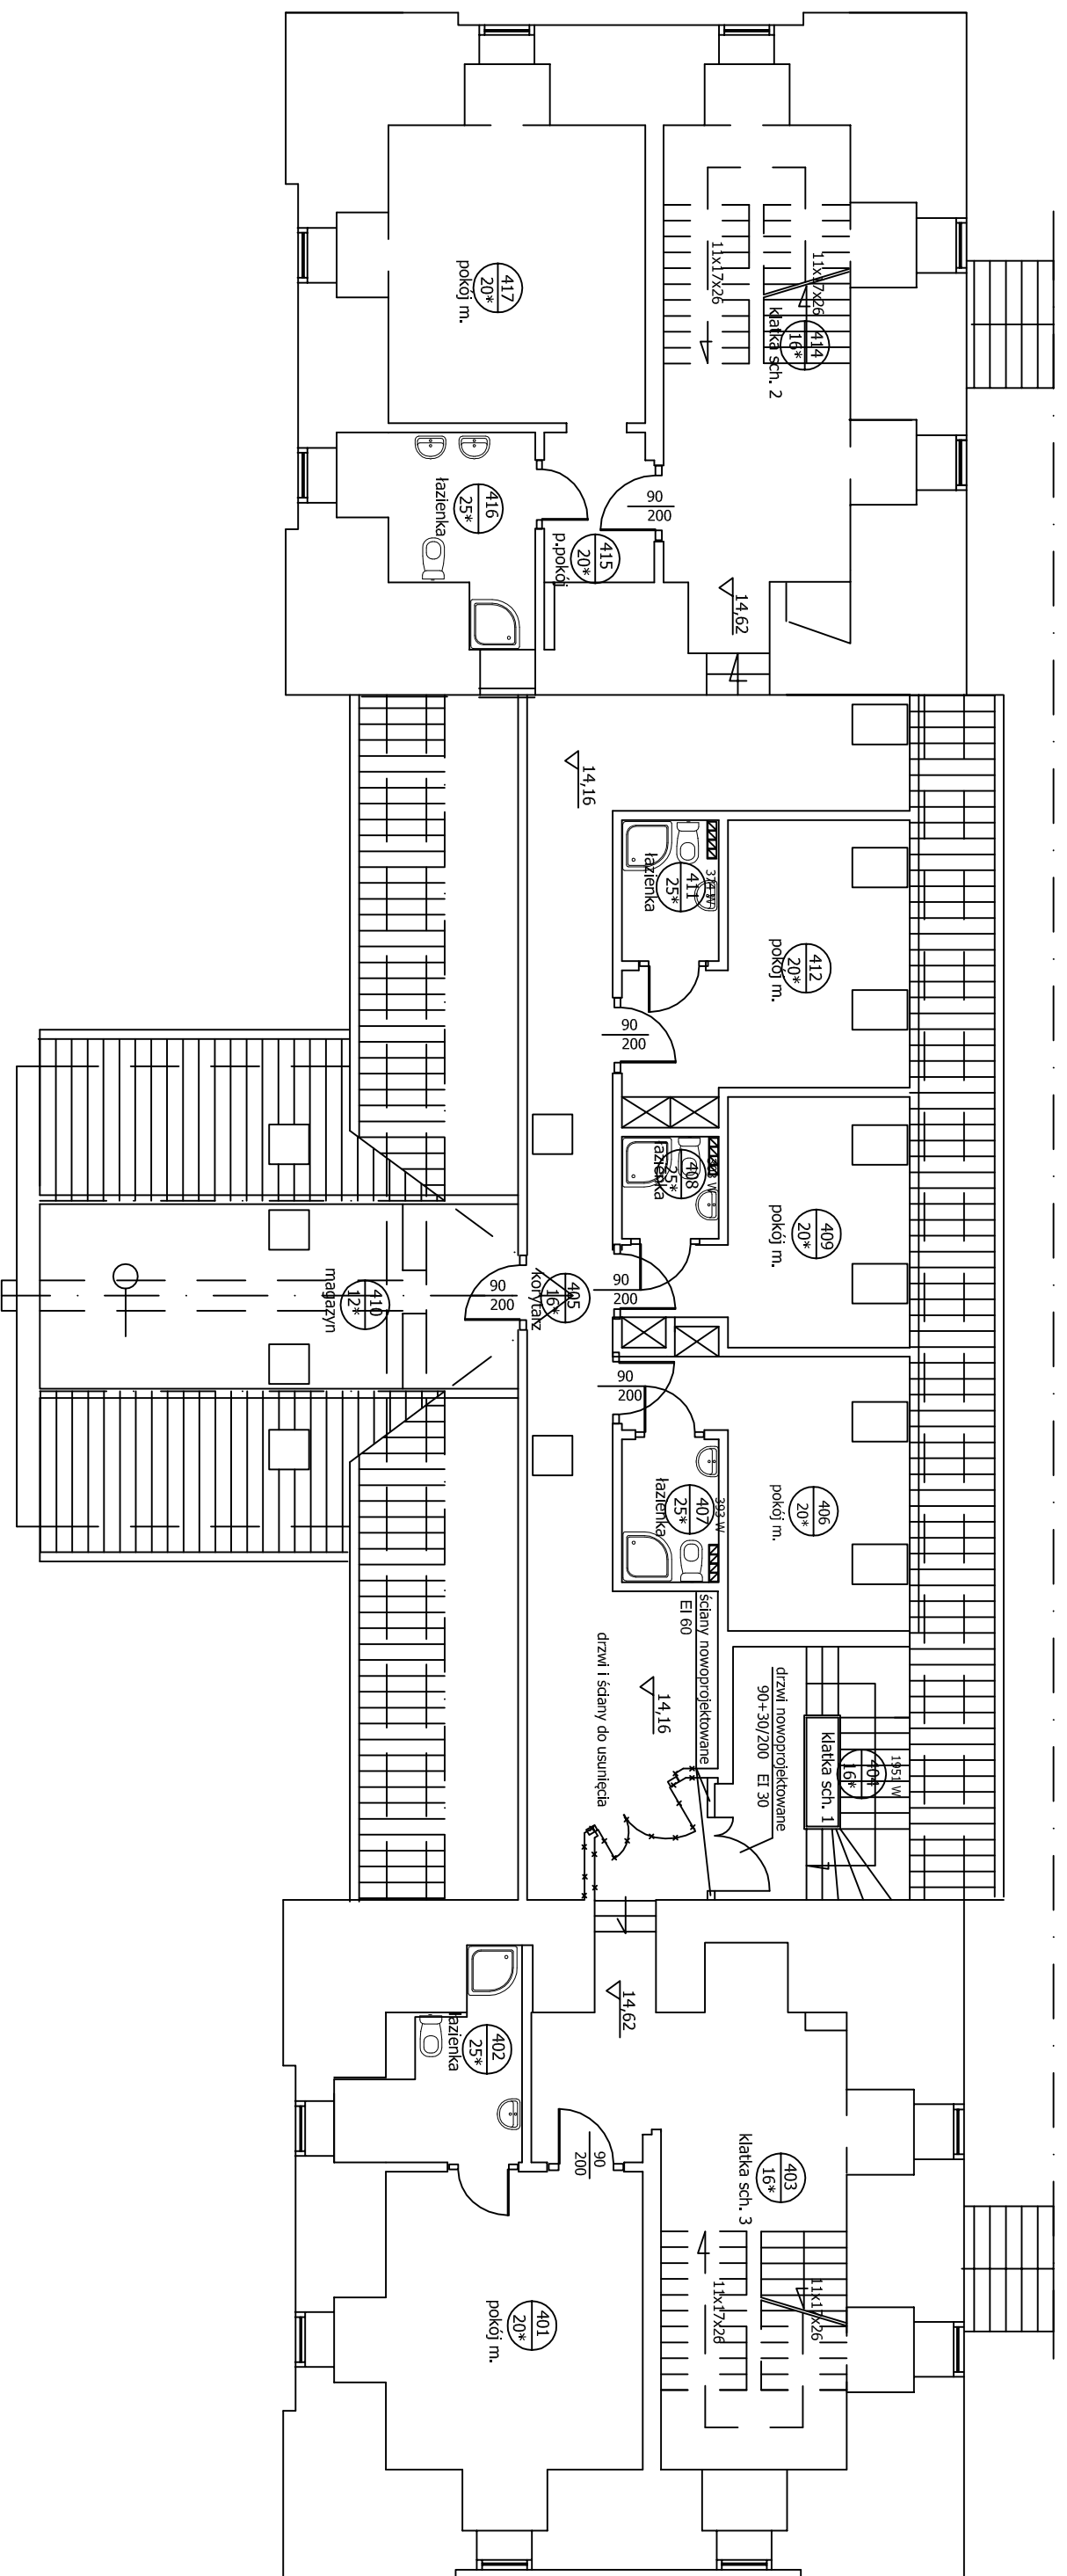 417
20*
pokój m.
11x17x26
11x17x26
414
16*
klatka sch. 2
416
25*
łazienka
90
200
415
20*
p.pokój
14,62
14,16
411
25*
łazienka
412
20*
pokój m.
90
200
408
25*
łazienka
409
20*
pokój m.
410
12*
magazyn
90
200
405
16*
korytarz
90
200
90
200
407
25*
łazienka
393 W
406
20*
pokój m.
ściany nowoprojektowane
EI 60
drzwi i ściany do usunięcia
14,16
drzwi nowoprojektowane
90+30/200 EI 30
klatka sch. 1
404
16*
1951 W
14,62
402
25*
łazienka
90
200
403
16*
klatka sch. 3
401
20*
pokój m.
11x17x26
11x17x26